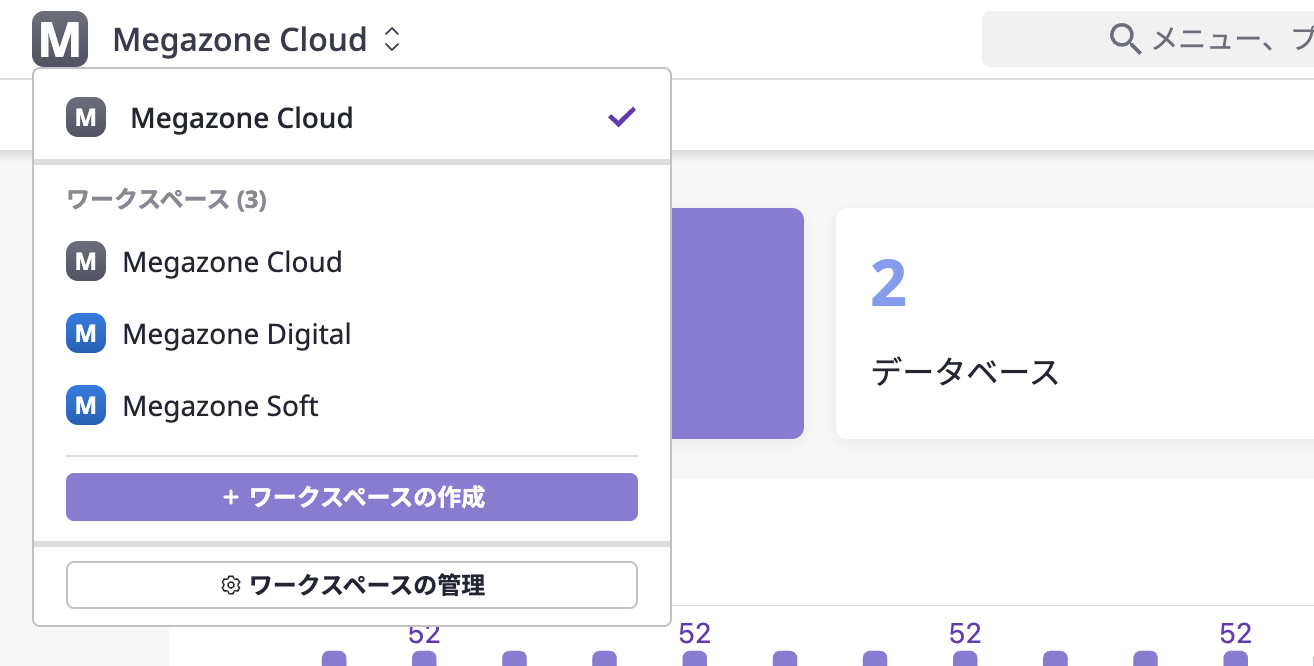 M Megazone Cloud
メニュー、プ
M Megazone Cloud
ワークスペース (3)
M Megazone Cloud
M Megazone Digital
M Megazone Soft
+ ワークスペースの作成
ワークスペースの管理
2
データベース
52 52 52 52